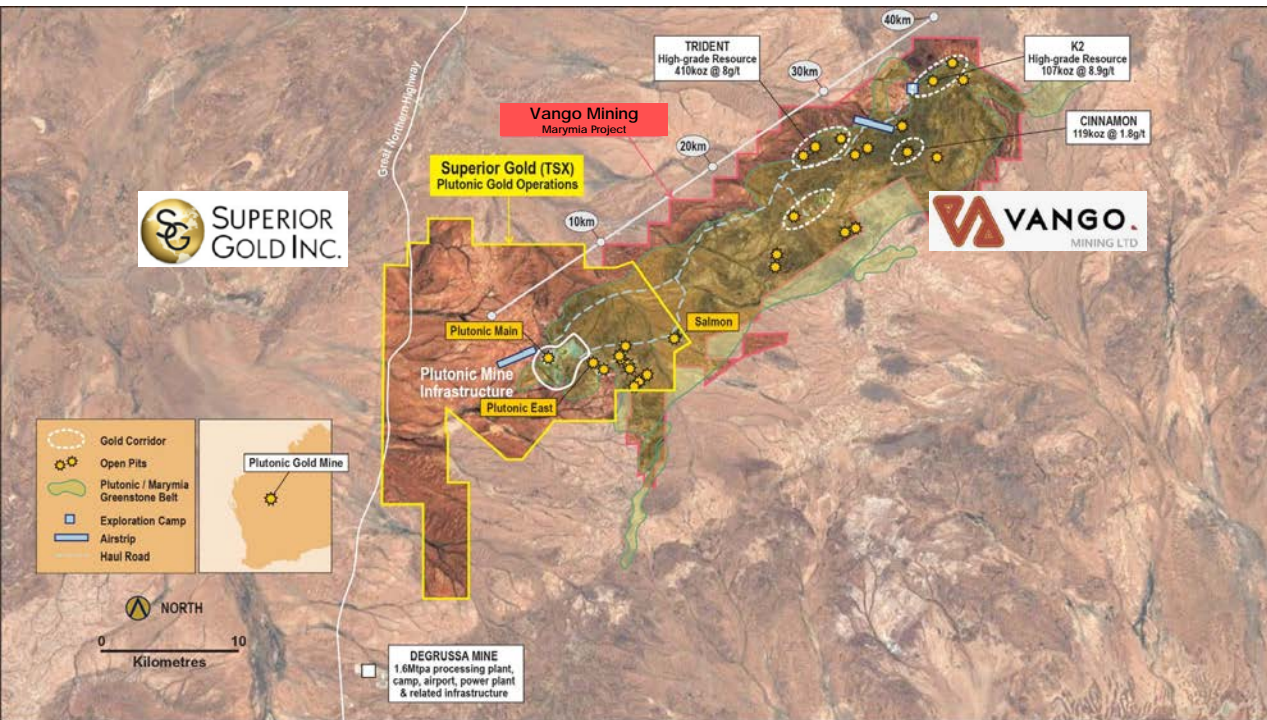 40km
TRIDENT
High-grade Resource
410koz @ 8g/t
K2
High-grade Resource
107koz @ 8.9g/t
30km
Vango Mining
Marymia Project
CINNAMON
119koz @ 1.8g/t
Great Northern Highway
20km
Superior Gold (TSX)
Plutonic Gold Operations
SG
SUPERIOR
GOLD INC.
10km
VANGO.
MINING LTD
Plutonic Main
Salmon
Plutonic Mine
Infrastructure
Plutonic East
Gold Corridor
Open Pits
Plutonic / Marymia
Greenstone Belt
Exploration Camp
Airstrip
Haul Road
Plutonic Gold Mine
NORTH
0 10
Kilometres
DEGRUSSA MINE
1.6Mtpa processing plant,
camp, airport, power plant
& related infrastructure